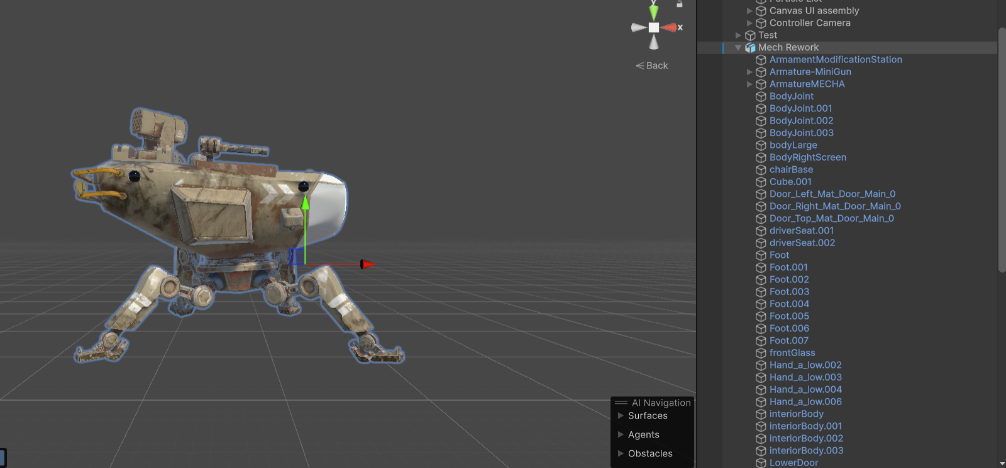 Canvas UI assembly
Controller Camera
Test
Mech Rework
ArmamentModificationStation
Armature-MiniGun
ArmatureMECHA
BodyJoint
BodyJoint.001
BodyJoint.002
BodyJoint.003
bodyLarge
BodyRightScreen
chairBase
Cube.001
Door_Left_Mat_Door_Main_0
Door_Right_Mat_Door_Main_0
Door_Top_Mat_Door_Main_0
driverSeat.001
driverSeat.002
Foot
Foot.001
Foot.002
Foot.003
Foot.004
Foot.005
Foot.006
Foot.007
frontGlass
Hand_a_low.002
Hand_a_low.003
Hand_a_low.004
Hand_a_low.006
interiorBody
interiorBody.001
interiorBody.002
interiorBody.003
LowerDoor
y
x
Back
AI Navigation
Surfaces
Agents
Obstacles